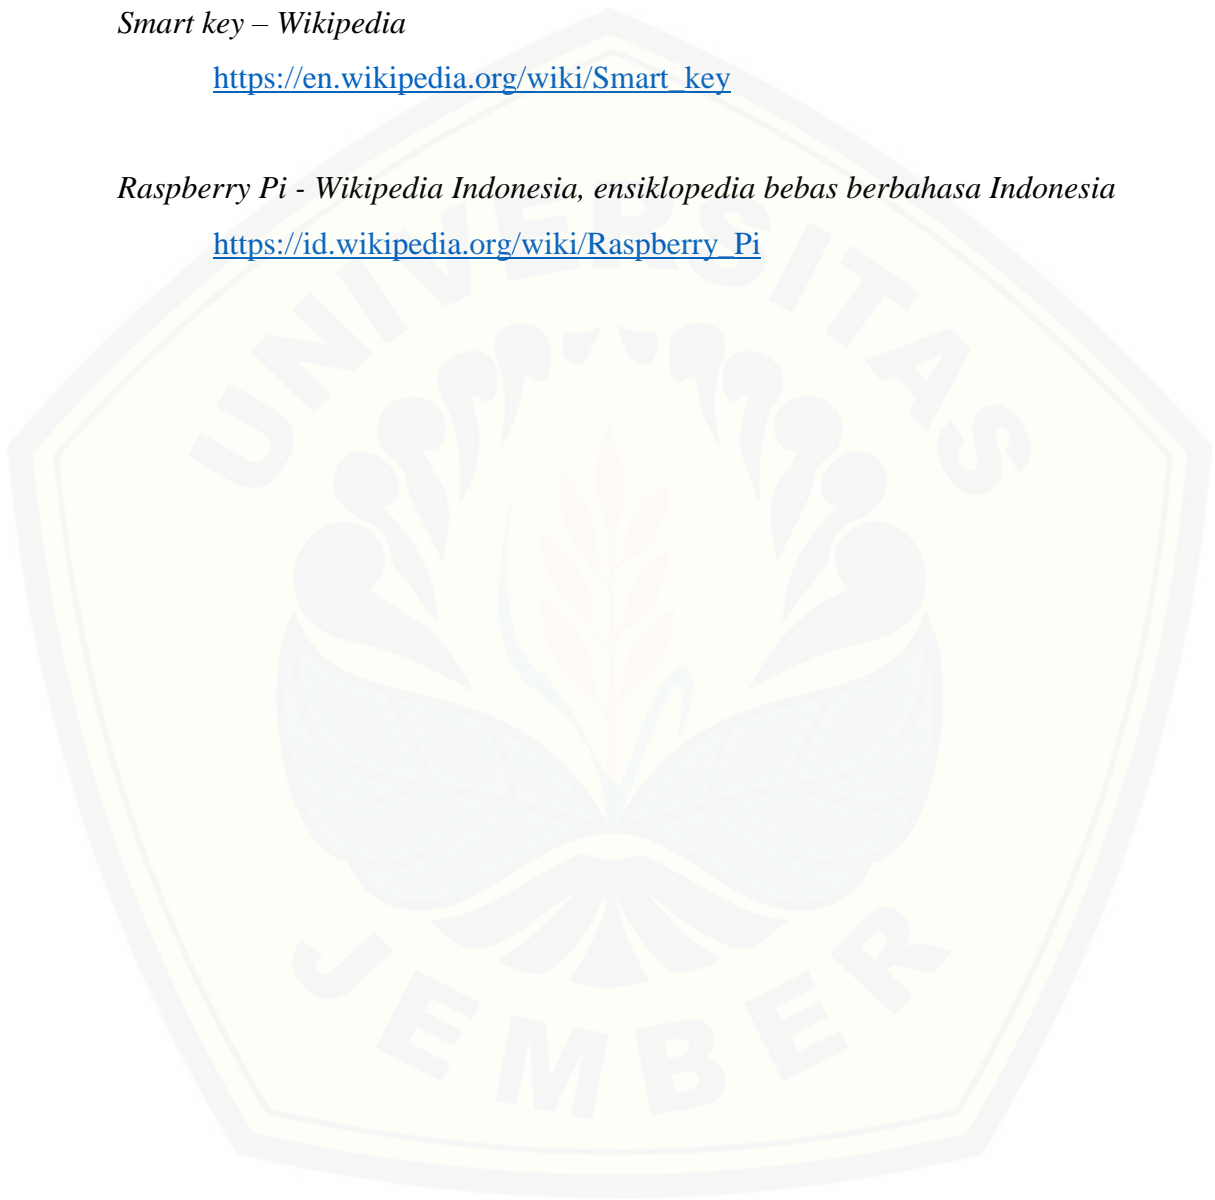 Smart key – Wikipedia
https://en.wikipedia.org/wiki/Smart_key
Raspberry Pi - Wikipedia Indonesia, ensiklopedia bebas berbahasa Indonesia
https://id.wikipedia.org/wiki/Raspberry_Pi
UNIVERSITAS
JEMBER